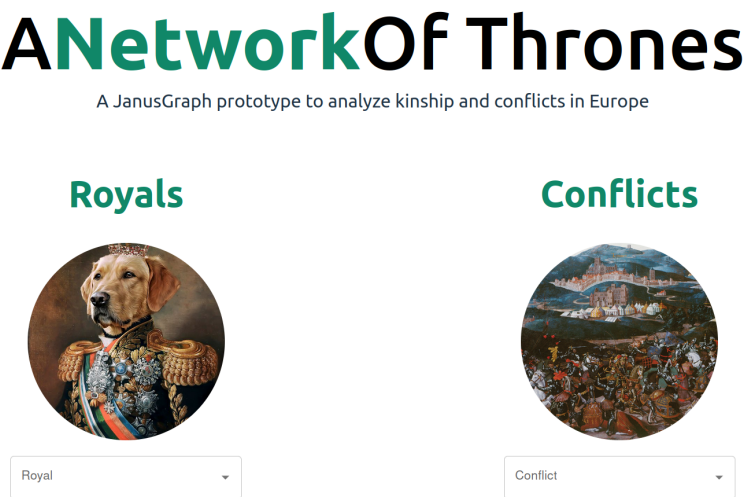 ANetworkOf Thrones
A JanusGraph prototype to analyze kinship and conflicts in Europe
Royals
Conflicts
Royal
Conflict